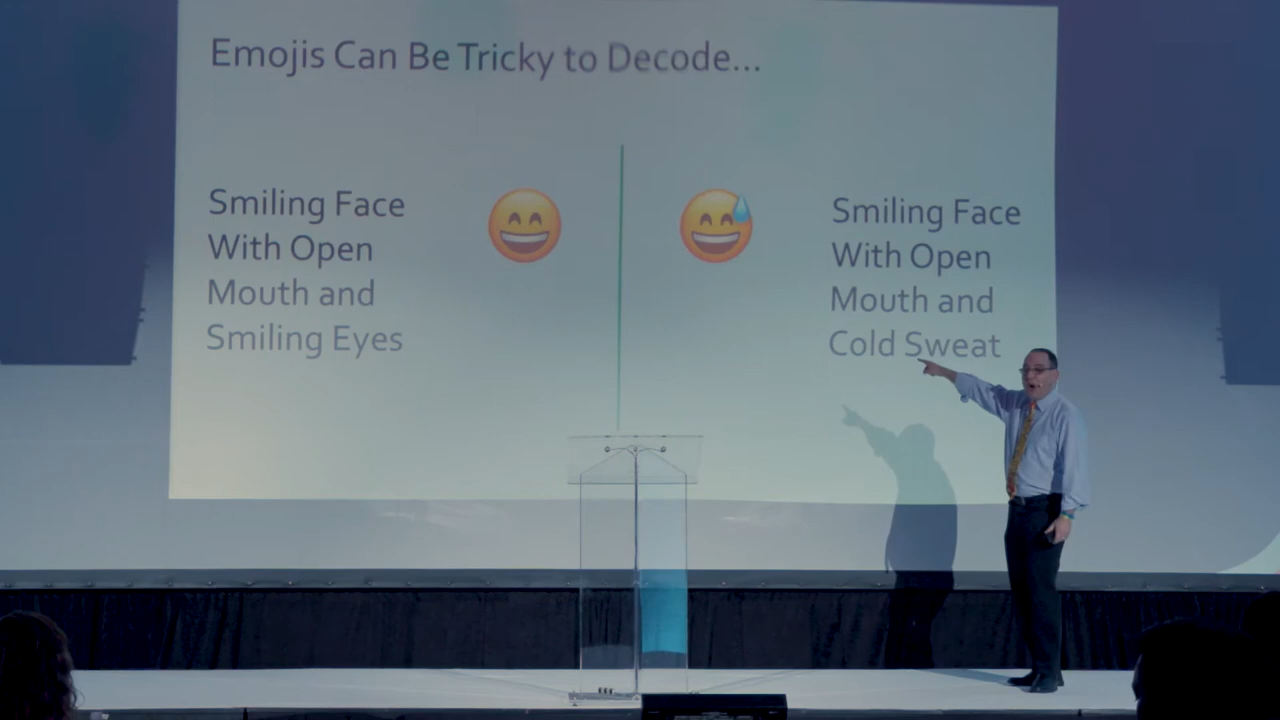 Emojis Can Be Tricky to Decode...
Smiling Face
With Open
Mouth and
Smiling Eyes
Smiling Face
With Open
Mouth and
Cold Sweat